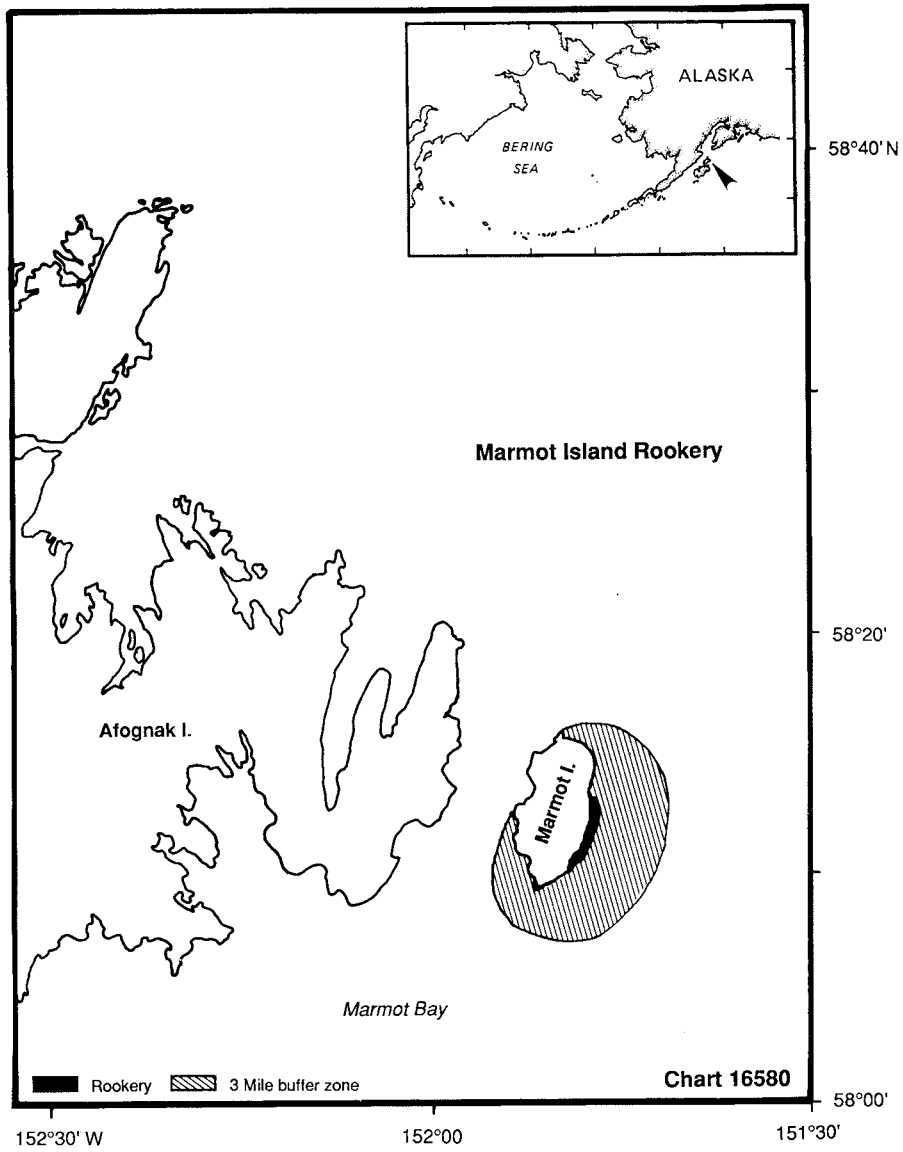 ALASKA
BERING
SEA
58°40' N
Marmot Island Rookery
58°20'
Afognak I.
Marmot I.
Marmot Bay
Rookery
3 Mile buffer zone
Chart 16580
58°00'
152°30' W
152°00
151°30'